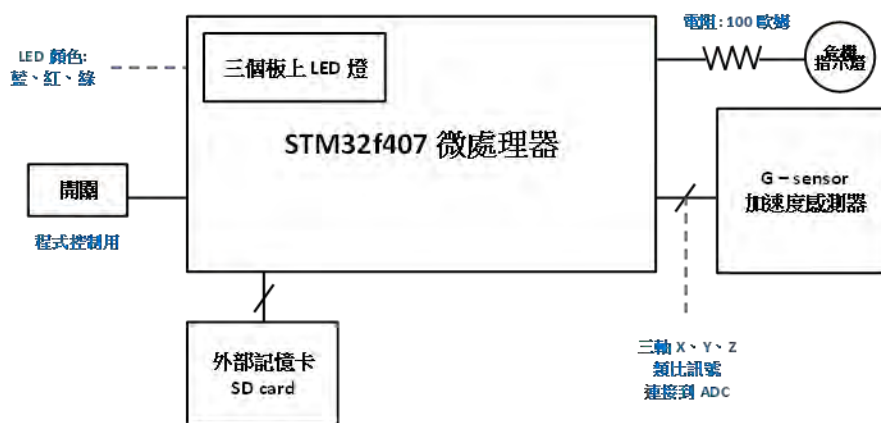 電阻: 100 歐姆
危機
指示燈
LED 顏色:
藍、紅、綠
三個板上 LED 燈
STM32f407 微處理器
G – sensor
加速度感測器
開關
程式控制用
外部記憶卡
SD card
三軸 X、Y、Z
類比訊號
連接到 ADC